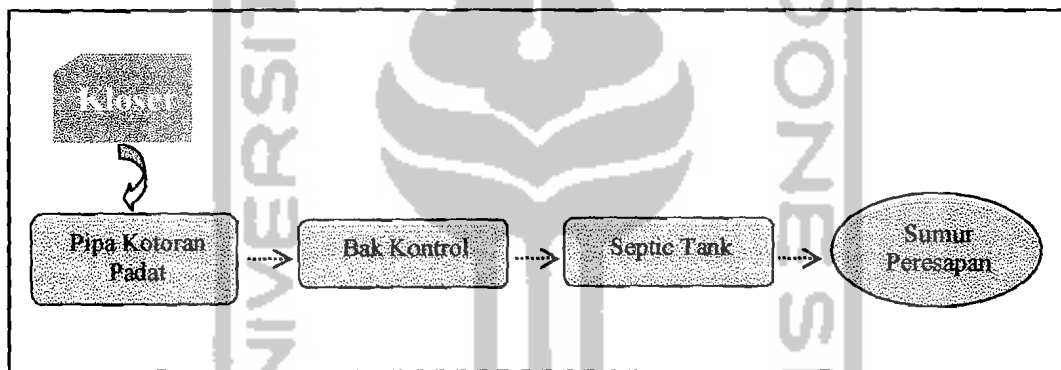 Kloset
Pipa Kotoran
Padat
Bak Kontrol
Septic Tank
Sumur
Peresapan